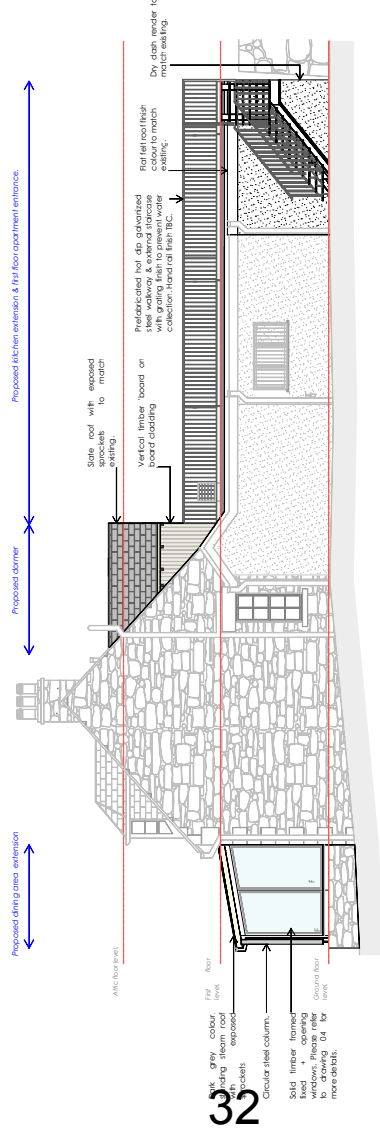 Proposed dining area extension
Proposed dormer
Proposed kitchen extension & first floor apartment entrance.
Slate roof with exposed
sprockets to match
existing.
Vertical timber 'board on
board cladding
Prefabricated hot dip galvanized
steel walkway & external staircase
with grating finish to prevent water
collection. Hand rail finish TBC.
Flat felt roof finish
colour to match
existing.
Dry dash render to
match existing.
Attic floor level.
First floor
level.
Ground floor
level.
Dark grey colour.
standing steam roof
with exposed
sprockets
Circular steel column.
Solid timber framed
fixed + opening
windows. Please refer
to drawing 04 for
more details.
32